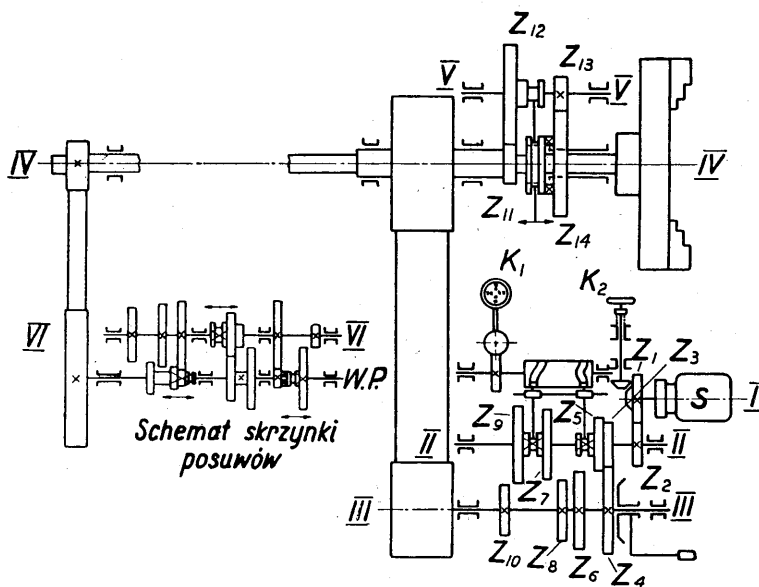 Z12
Z13
V
V
IV
IV
Z11
Z14
K1
K2
Z1
Z3
VI
VI
W.P.
S
I
Z9
Z5
Schemat skrzynki
posuwów
II
II
Z7
Z2
III
III
Z10
Z8
Z6
Z4